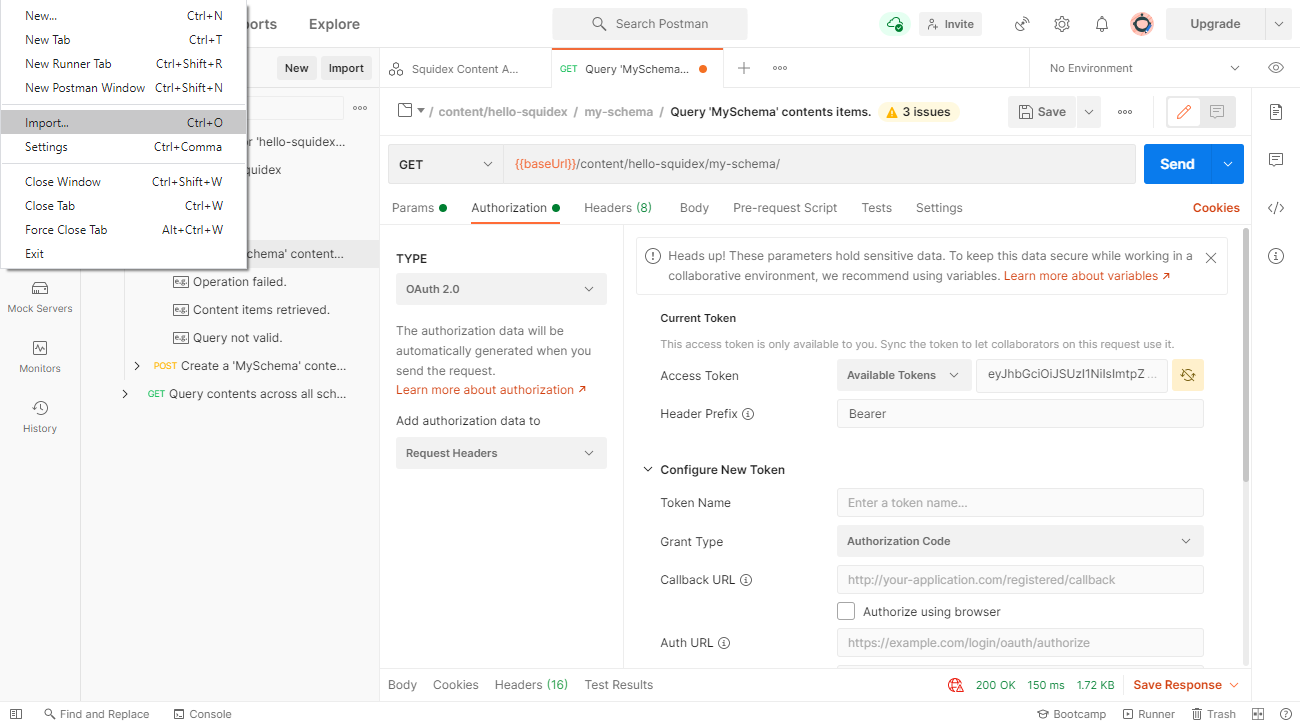 New... Ctrl+N
New Tab Ctrl+T
New Runner Tab Ctrl+Shift+R
New Postman Window Ctrl+Shift+N
Import... Ctrl+O
Settings Ctrl+Comma
Close Window Ctrl+Shift+W
Close Tab Ctrl+W
Force Close Tab Alt+Ctrl+W
Exit
Explore
Search Postman
Invite
Upgrade
New Import
Squidex Content A...
GET Query 'MySchema...
No Environment
/ content/hello-squidex / my-schema / Query 'MySchema' contents items.
3 issues
Save
GET
{{baseUrl}}/content/hello-squidex/my-schema/
Send
Params Authorization Headers (8) Body Pre-request Script Tests Settings
Cookies
'hello-squidex...
content...
e.g. Operation failed.
e.g. Content items retrieved.
e.g. Query not valid.
POST Create a 'MySchema' conte...
GET Query contents across all sch...
Mock Servers
Monitors
History
TYPE
OAuth 2.0
The authorization data will be
automatically generated when you
send the request.
Learn more about authorization ↗
Add authorization data to
Request Headers
Heads up! These parameters hold sensitive data. To keep this data secure while working in a
collaborative environment, we recommend using variables. Learn more about variables ↗
Current Token
This access token is only available to you. Sync the token to let collaborators on this request use it.
Access Token
Available Tokens
eyJhbGciOiJSUzI1NiIsImtpZ...
Header Prefix
Bearer
Configure New Token
Token Name
Enter a token name...
Grant Type
Authorization Code
Callback URL
http://your-application.com/registered/callback
Authorize using browser
Auth URL
https://example.com/login/oauth/authorize
Body Cookies Headers (16) Test Results
200 OK 150 ms 1.72 KB
Save Response
Find and Replace
Console
Bootcamp
Runner
Trash